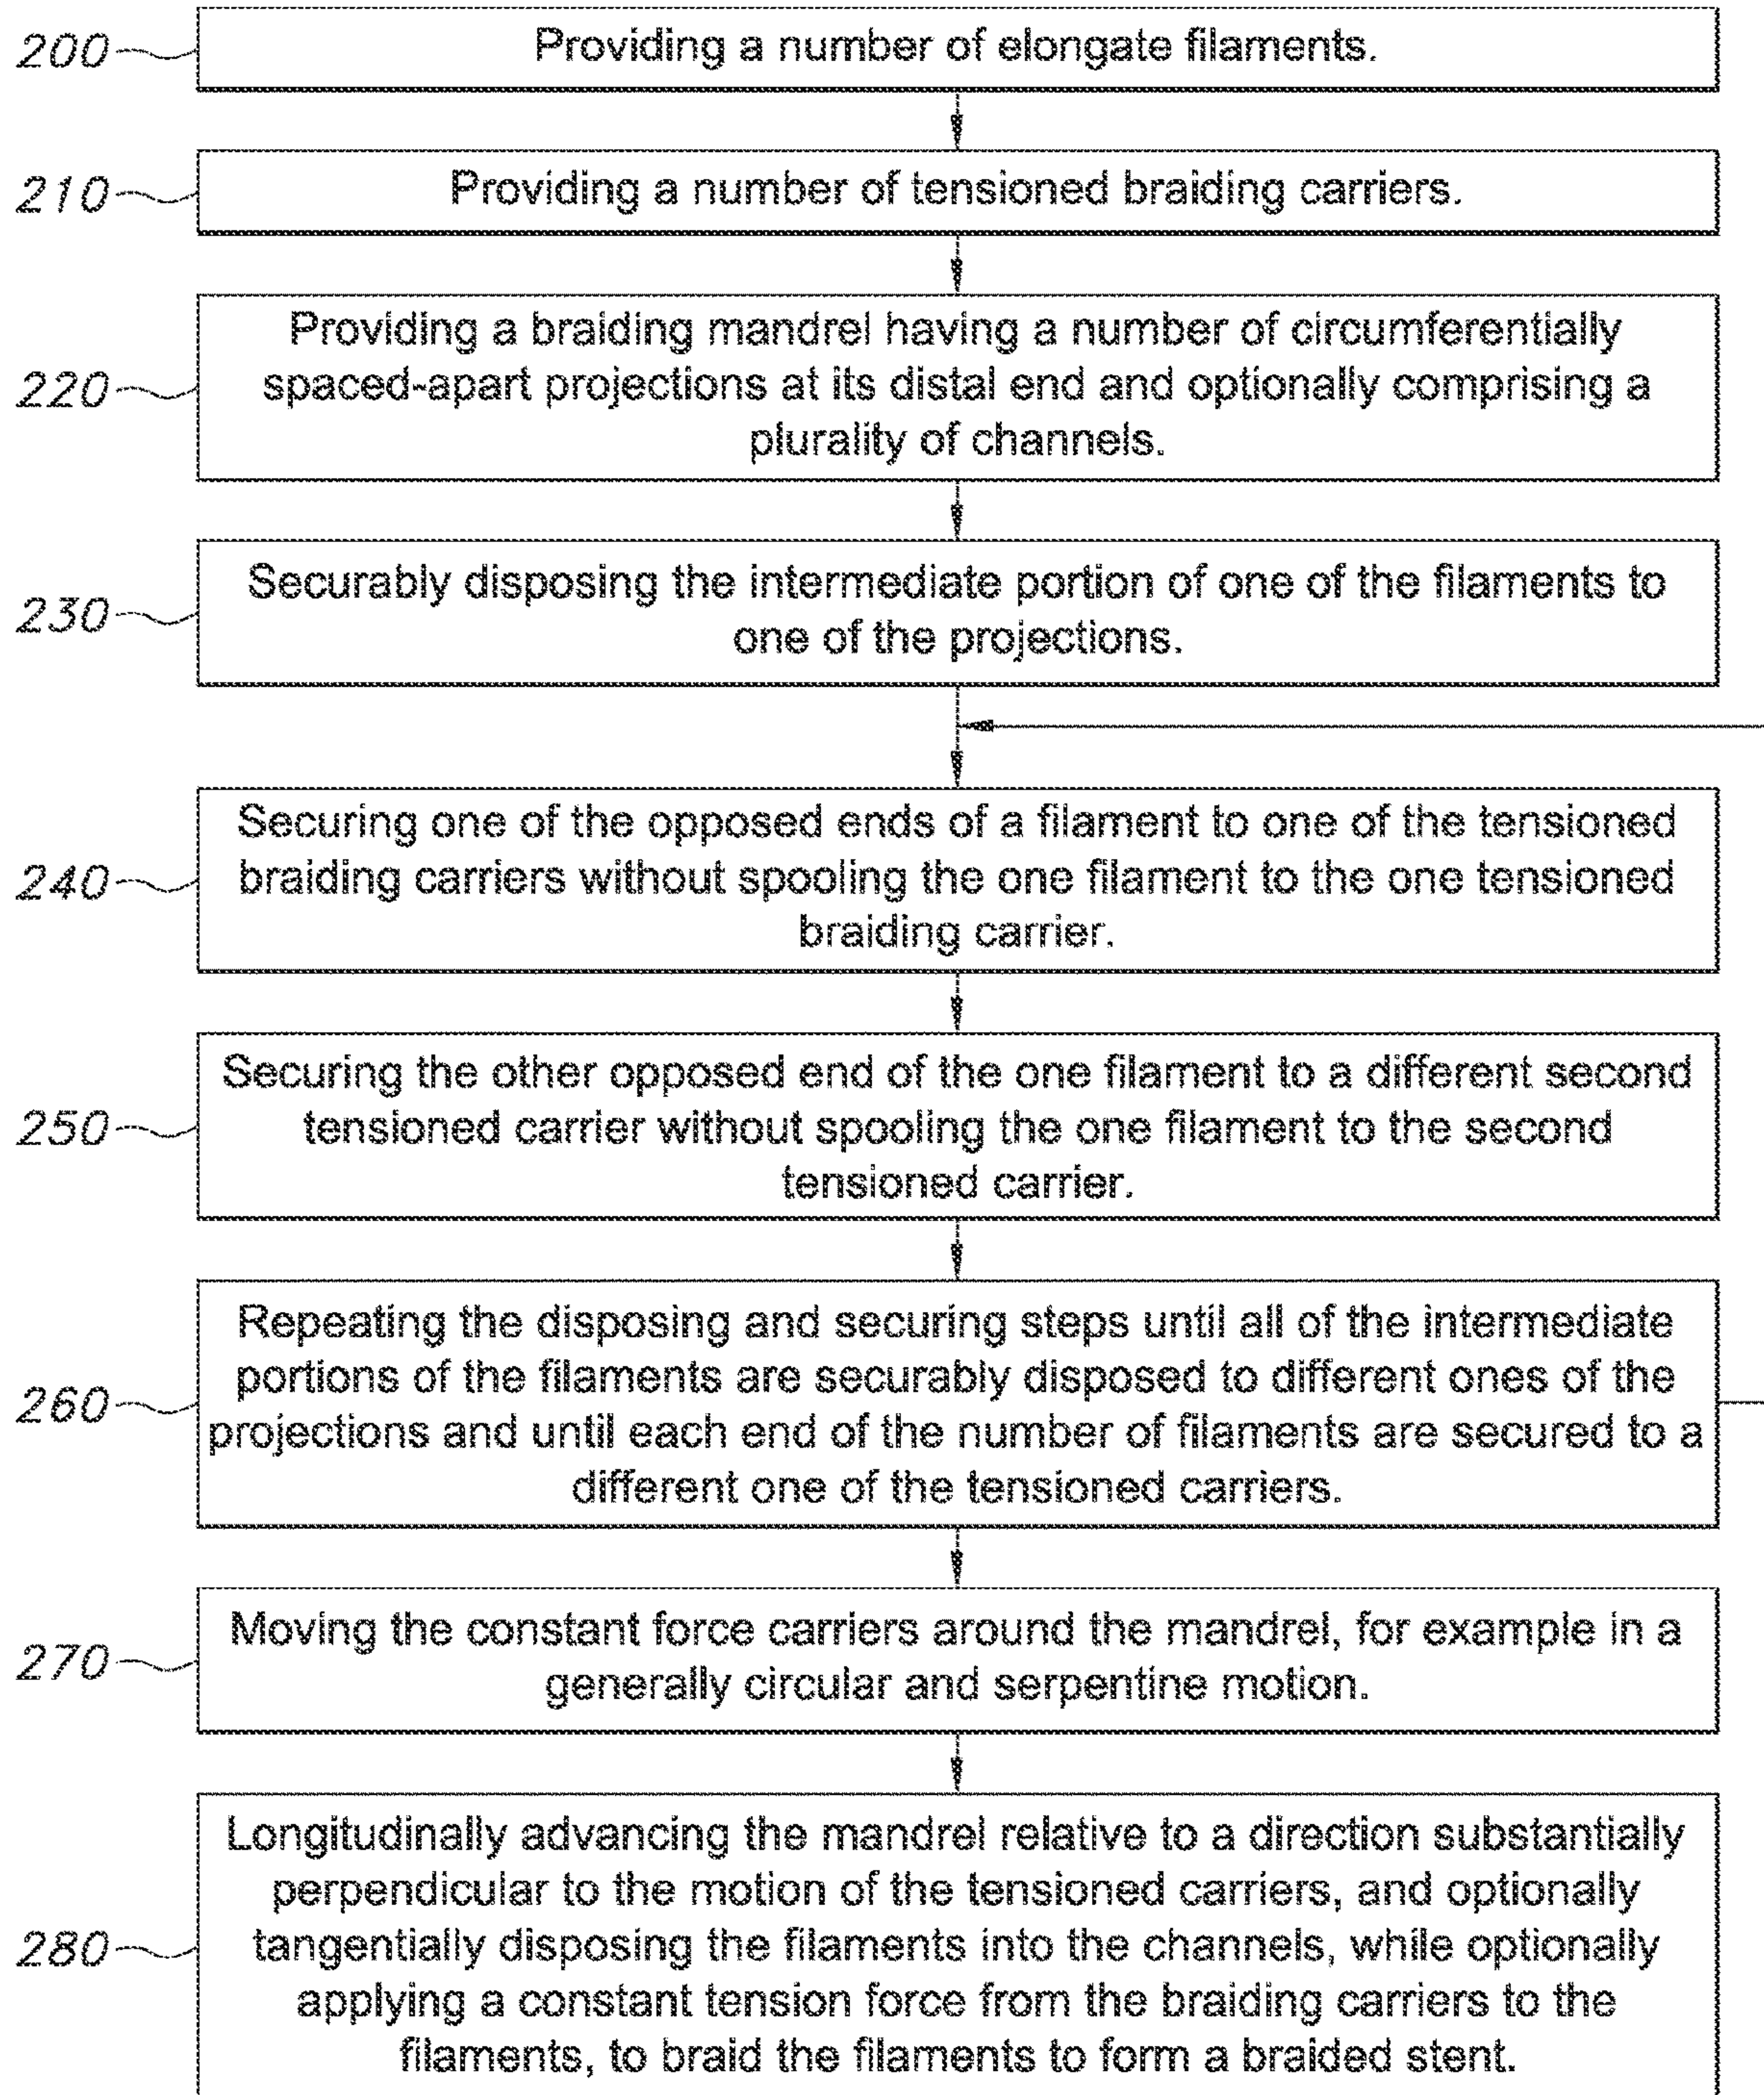 200
Providing a number of elongate filaments.
210
Providing a number of tensioned braiding carriers.
220
Providing a braiding mandrel having a number of circumferentially
spaced-apart projections at its distal end and optionally comprising a
plurality of channels.
230
Securably disposing the intermediate portion of one of the filaments to
one of the projections.
240
Securing one of the opposed ends of a filament to one of the tensioned
braiding carriers without spooling the one filament to the one tensioned
braiding carrier.
250
Securing the other opposed end of the one filament to a different second
tensioned carrier without spooling the one filament to the second
tensioned carrier.
260
Repeating the disposing and securing steps until all of the intermediate
portions of the filaments are securably disposed to different ones of the
projections and until each end of the number of filaments are secured to a
different one of the tensioned carriers.
270
Moving the constant force carriers around the mandrel, for example in a
generally circular and serpentine motion.
280
Longitudinally advancing the mandrel relative to a direction substantially
perpendicular to the motion of the tensioned carriers, and optionally
tangentially disposing the filaments into the channels, while optionally
applying a constant tension force from the braiding carriers to the
filaments, to braid the filaments to form a braided stent.